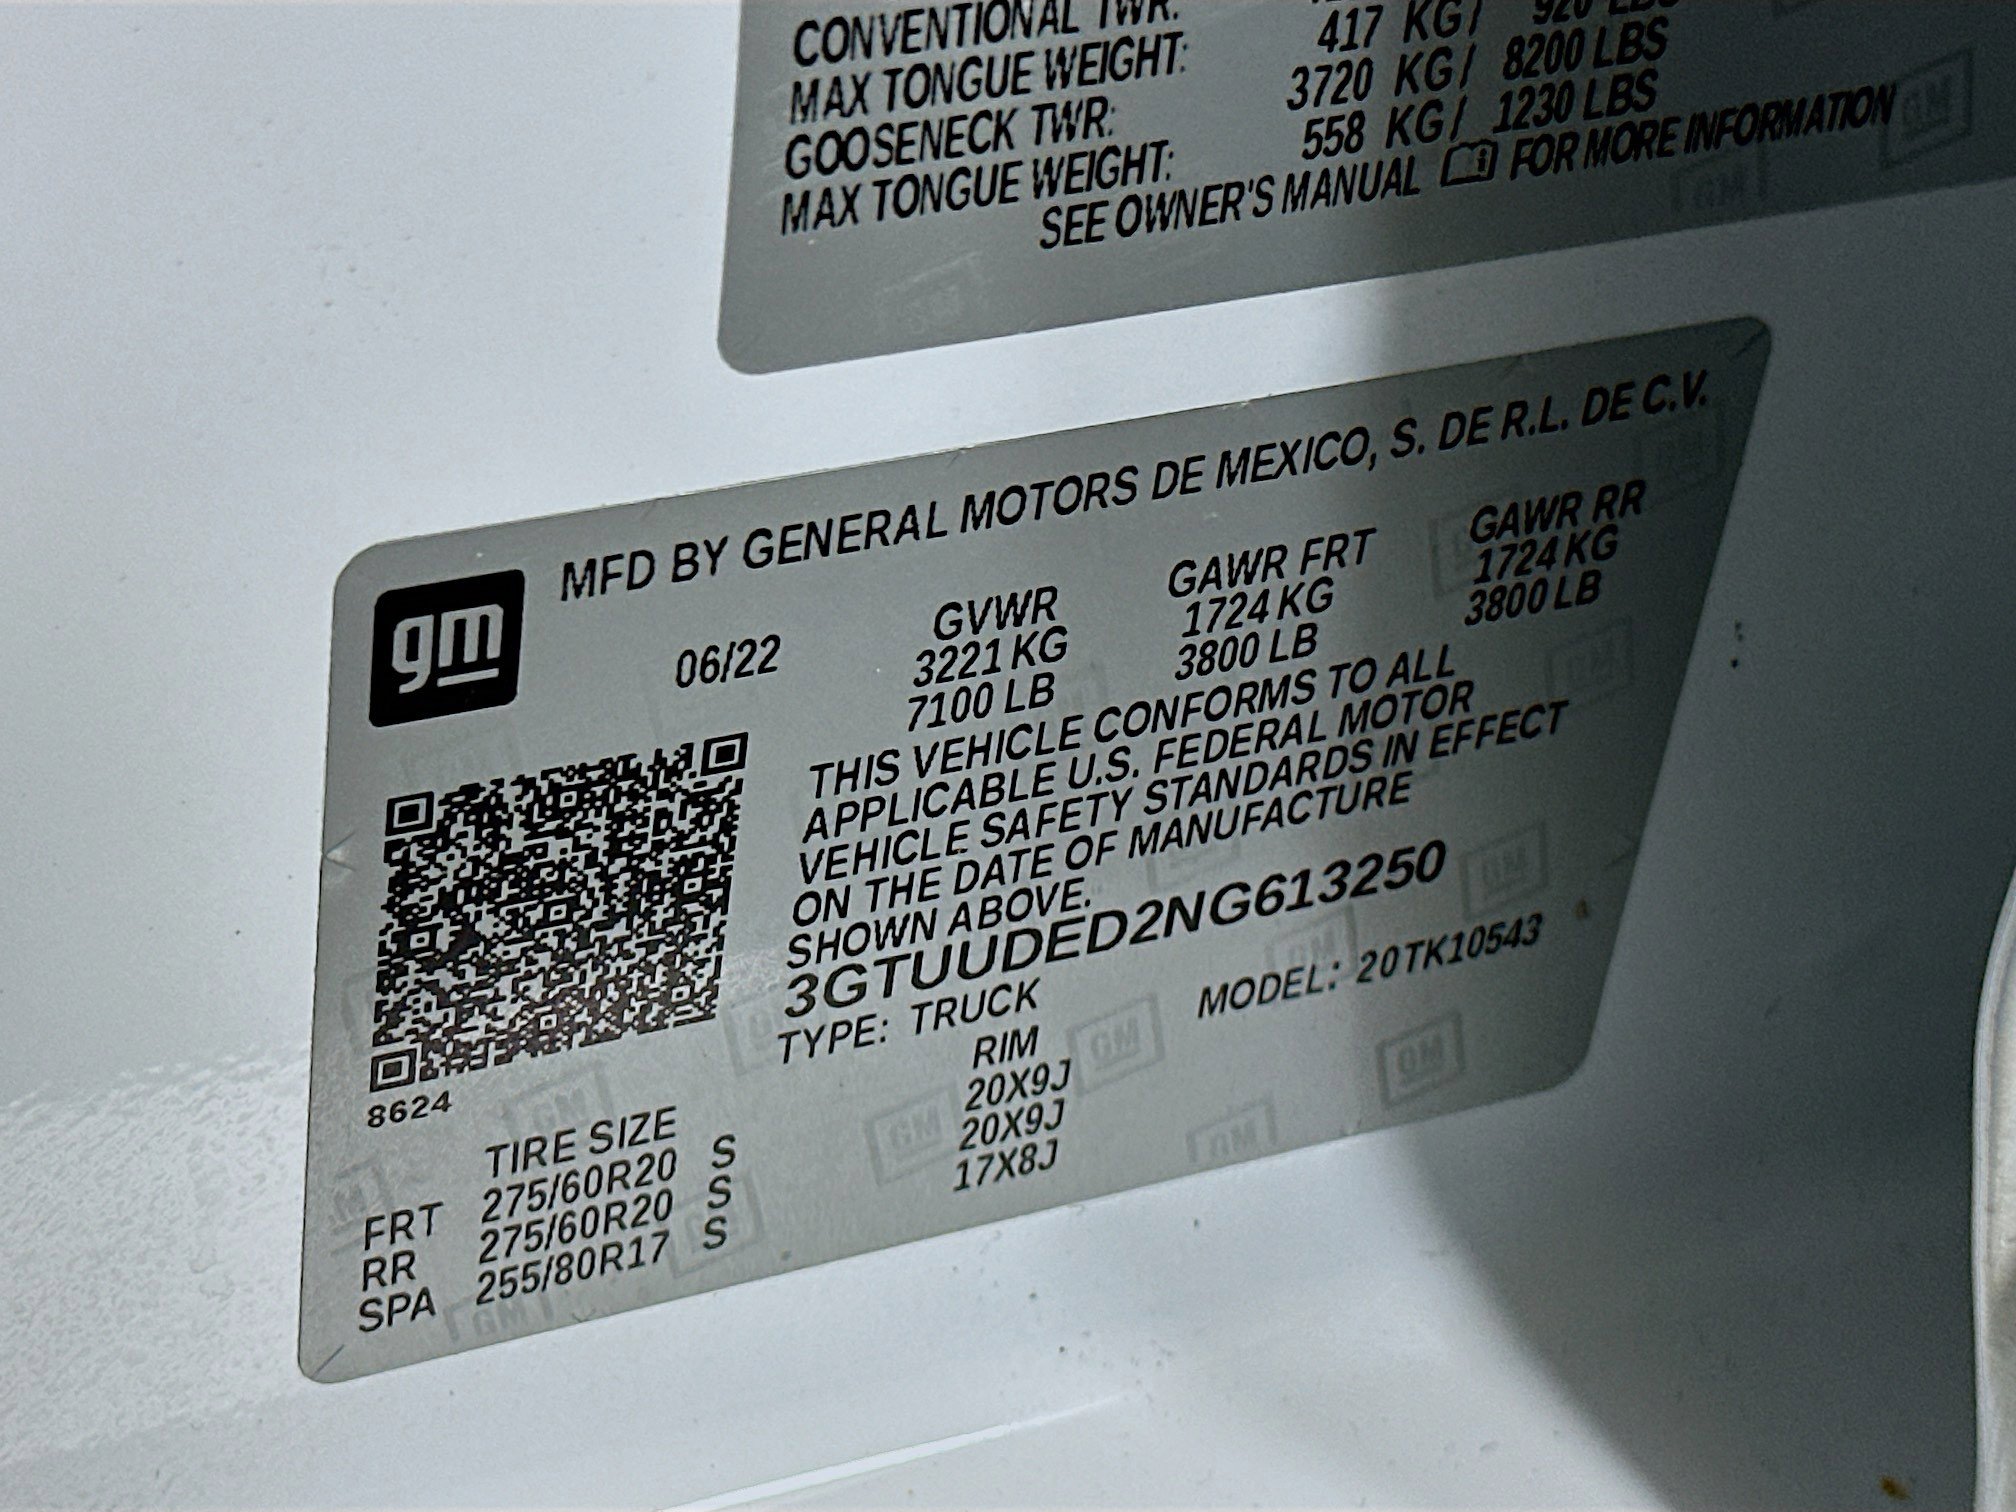 CONVENTIONAL TWR:
MAX TONGUE WEIGHT: 417 KG / 920 LBS
GOOSENECK TWR: 3720 KG / 8200 LBS
MAX TONGUE WEIGHT: 558 KG / 1230 LBS
SEE OWNER'S MANUAL FOR MORE INFORMATION
gm
MFD BY GENERAL MOTORS DE MEXICO, S. DE R.L. DE C.V.
06/22 GVWR GAWR FRT GAWR RR
3221 KG 1724 KG 1724 KG
7100 LB 3800 LB 3800 LB
THIS VEHICLE CONFORMS TO ALL
APPLICABLE U.S. FEDERAL MOTOR
VEHICLE SAFETY STANDARDS IN EFFECT
ON THE DATE OF MANUFACTURE
SHOWN ABOVE.
3GTUUDED2NG613250
TYPE: TRUCK MODEL: 20TK10543
8624
TIRE SIZE RIM
FRT 275/60R20 S 20X9J
RR 275/60R20 S 20X9J
SPA 255/80R17 S 17X8J